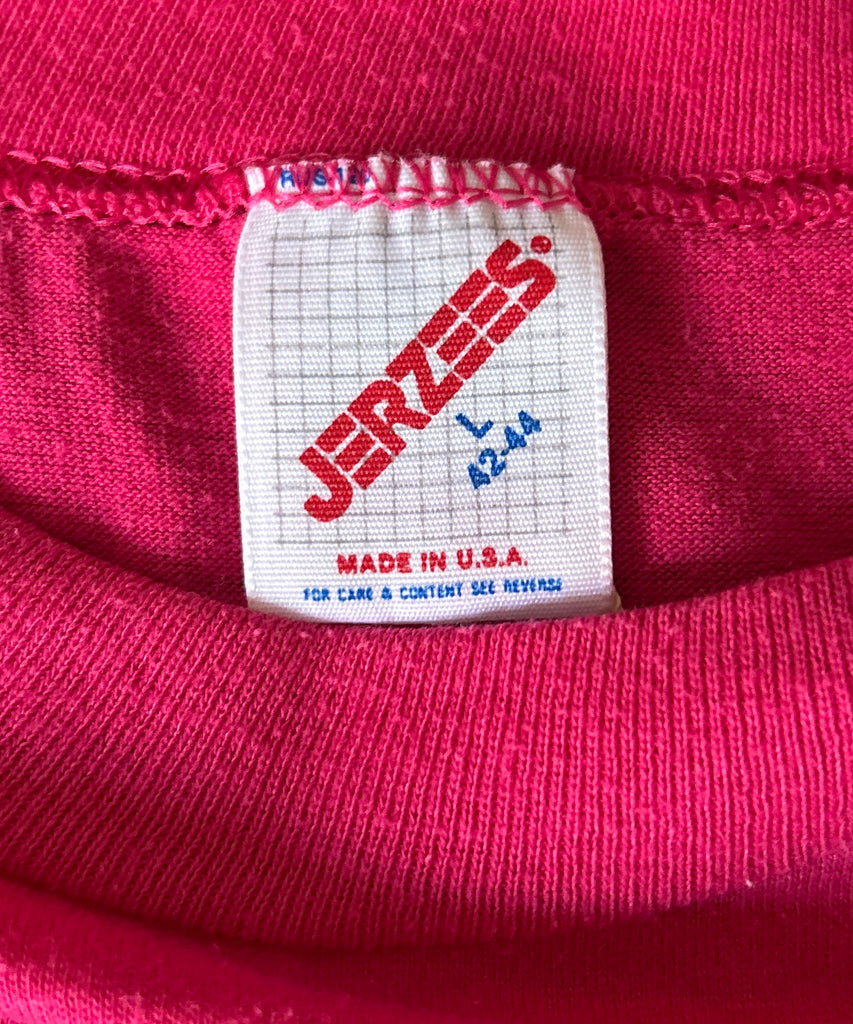 JERZEES®
L
42-44
MADE IN U.S.A.
FOR CARE & CONTENT SEE REVERSE